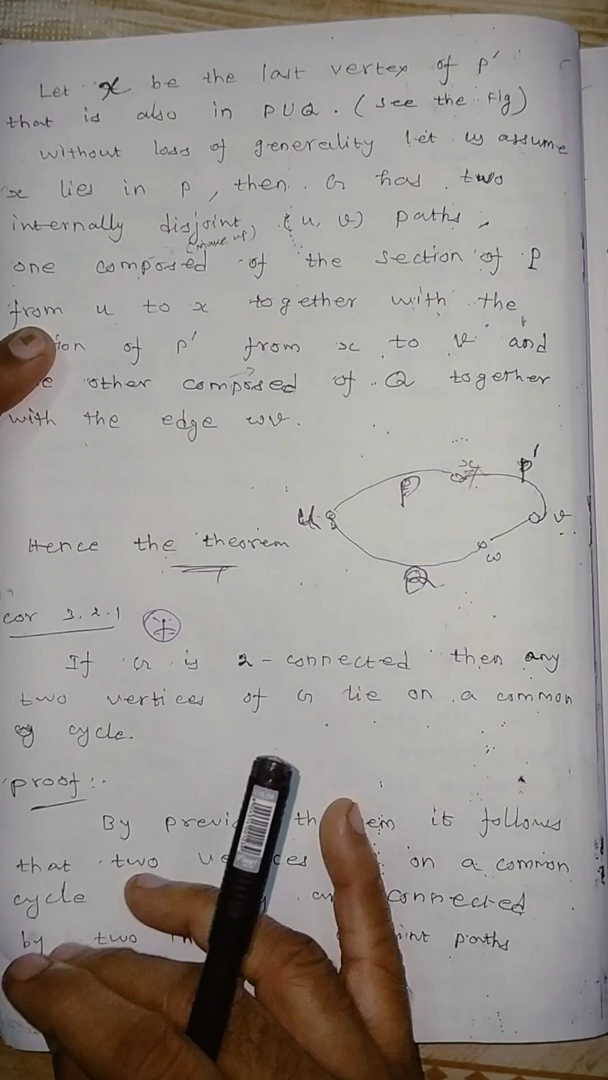 Let x be the last vertex of P'
that is also in PUQ. (see the Fig)
without loss of generality let us assume
x lies in P, then G has two
internally disjoint (u, v) paths,
(make up)
one composed of the section of P
from u to x together with the
of P' from x to v and
other composed of Q together
with the edge wv.
x P'
P
u v
Hence the theorem
w
Q
cor 3.2.1
If G is 2-connected then any
two vertices of G lie on a common
cycle.
proof:-
By it follows
that two on a common
cycle connected
by two paths